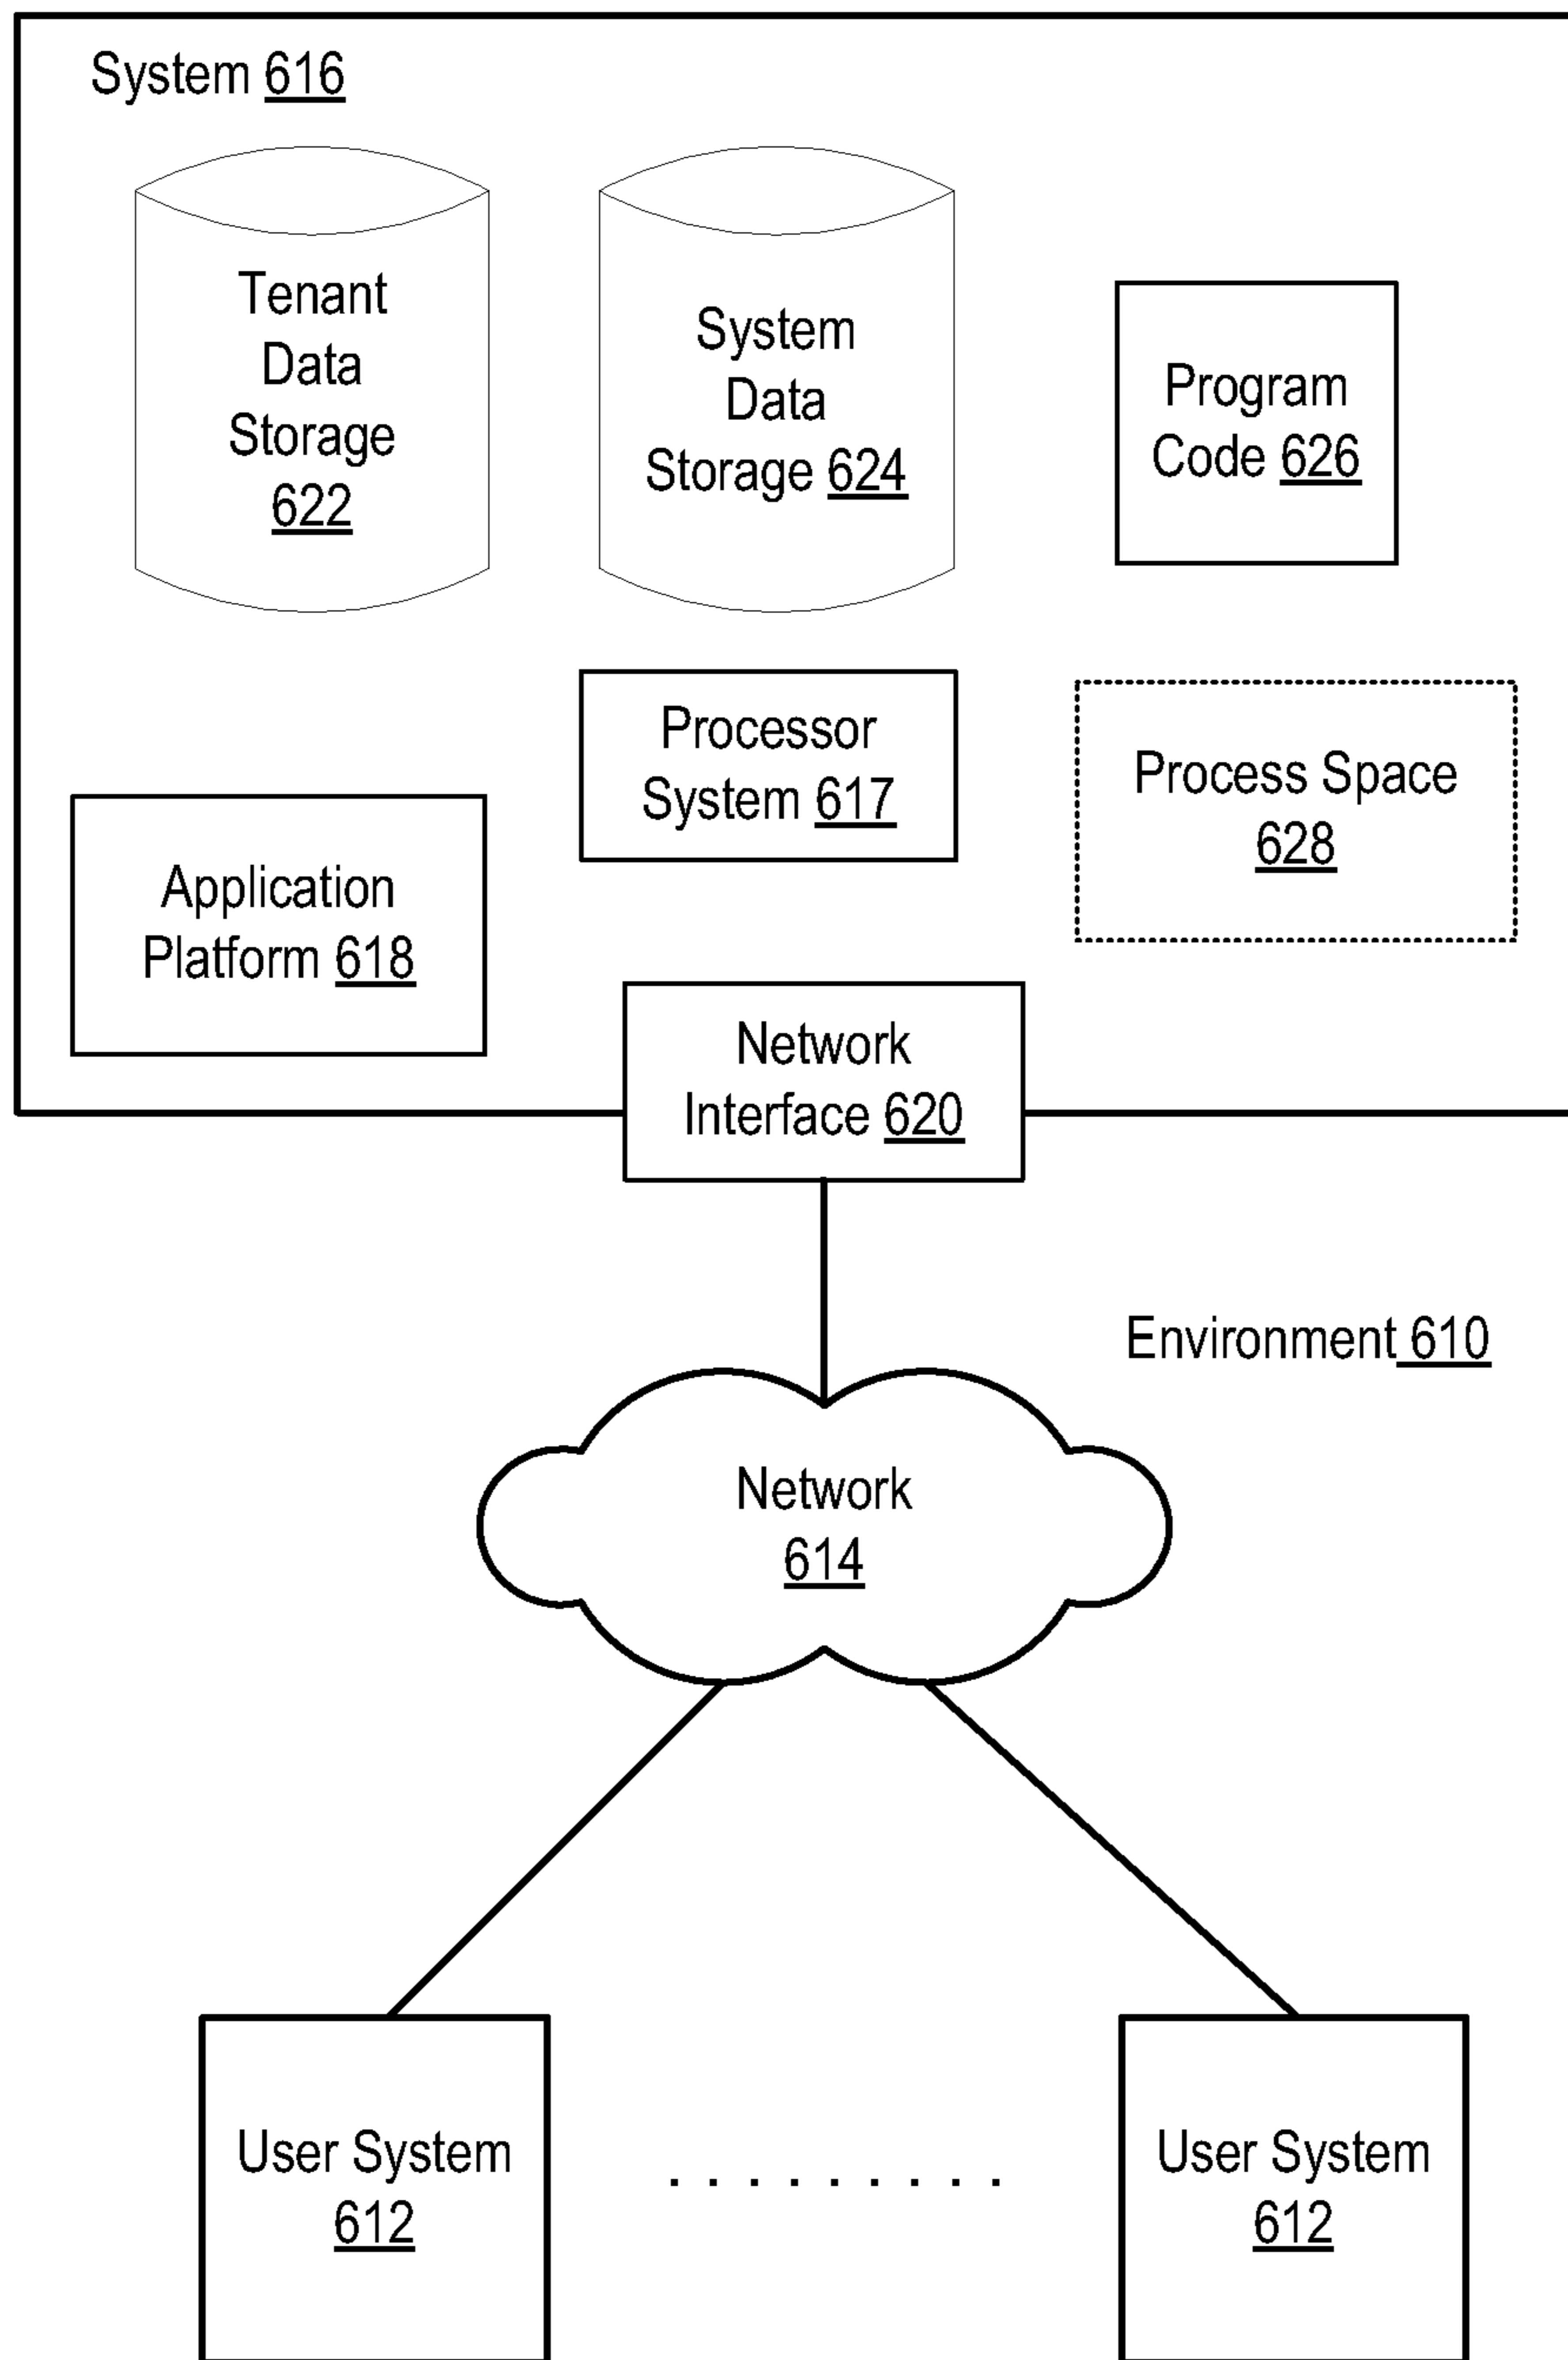 System 616
Tenant
Data
Storage
622
System
Data
Storage 624
Program
Code 626
Processor
System 617
Process Space
628
Application
Platform 618
Network
Interface 620
Environment 610
Network
614
User System
612
. . . . . . . . .
User System
612